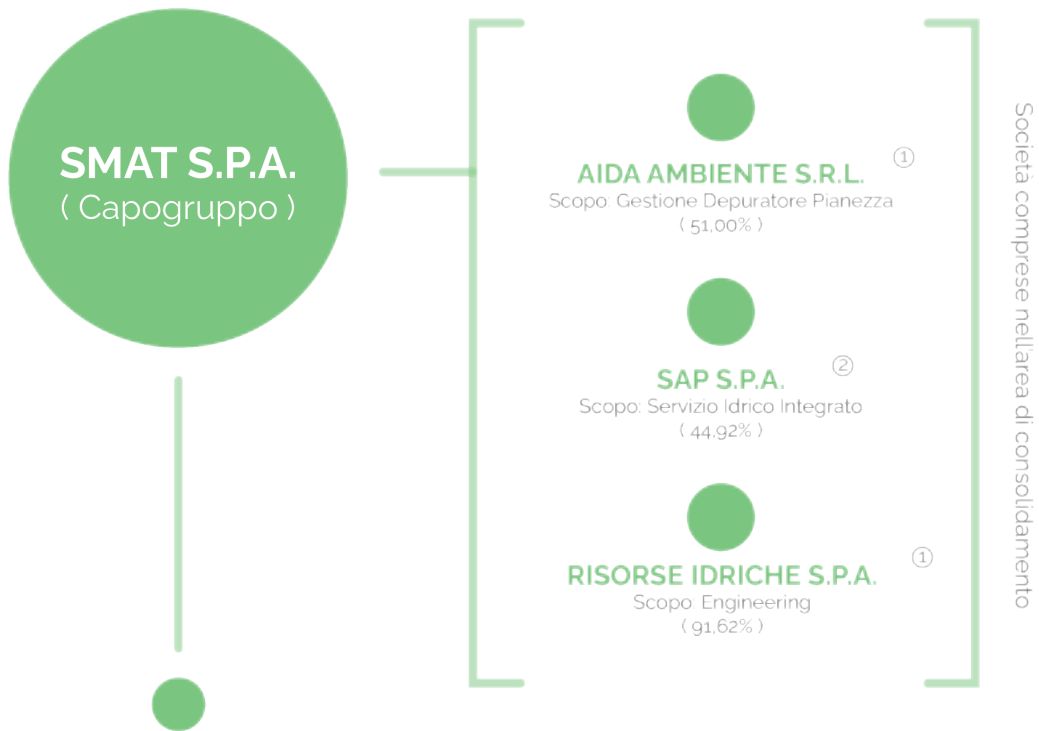 SMAT S.P.A.
( Capogruppo )
①
AIDA AMBIENTE S.R.L.
Scopo: Gestione Depuratore Pianezza
( 51,00% )
②
SAP S.P.A.
Scopo: Servizio Idrico Integrato
( 44,92% )
①
RISORSE IDRICHE S.P.A.
Scopo: Engineering
( 91,62% )
Società comprese nell'area di consolidamento